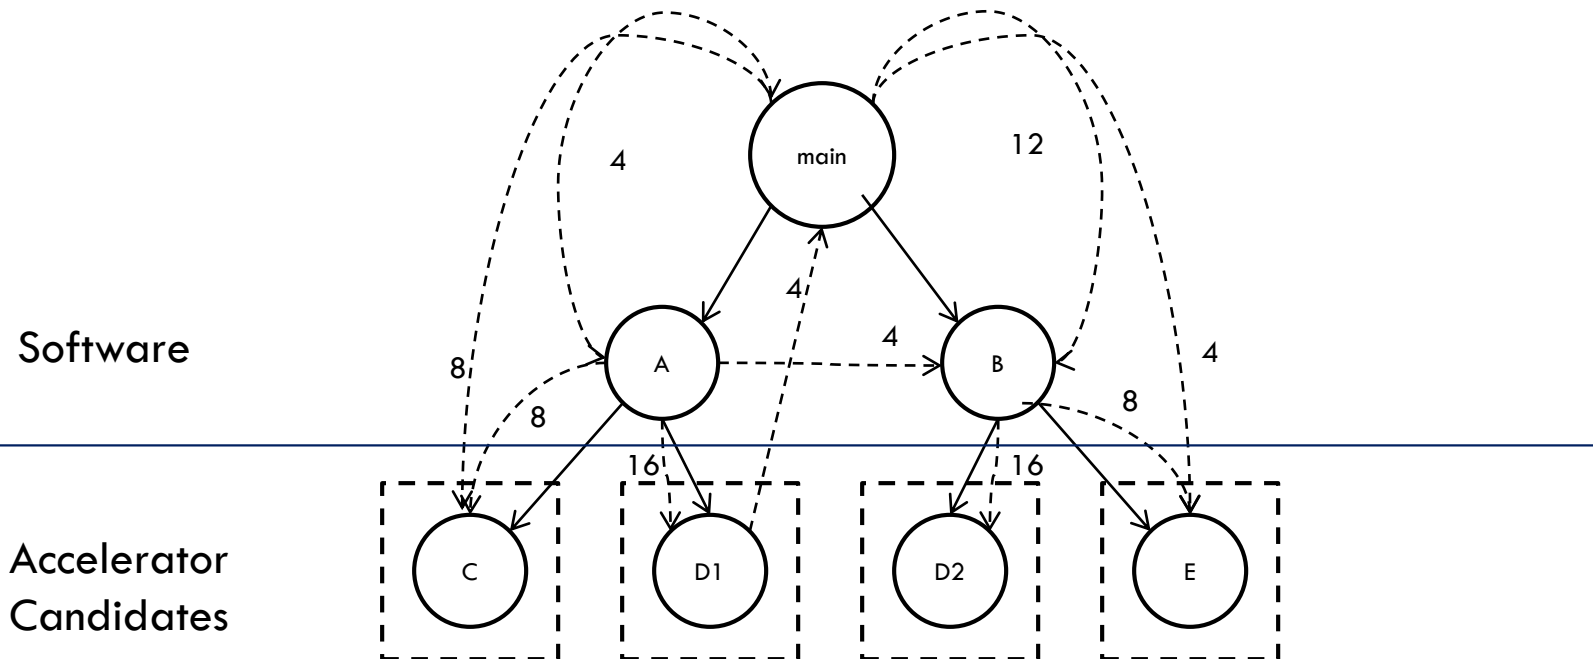 main
4
12
4
4
Software
A
B
8
4
8
8
16
16
Accelerator
Candidates
C
D1
D2
E